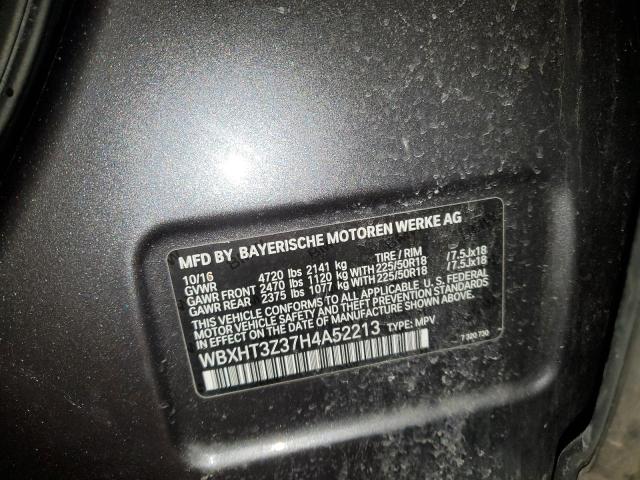 MFD BY BAYERISCHE MOTOREN WERKE AG
10/16 TIRE / RIM
GVWR 4720 lbs 2141 kg
GAWR FRONT 2470 lbs 1120 kg WITH 225/50R18 /7.5Jx18
GAWR REAR 2375 lbs 1077 kg WITH 225/50R18 /7.5Jx18
THIS VEHICLE CONFORMS TO ALL APPLICABLE U. S. FEDERAL
MOTOR VEHICLE SAFETY AND THEFT PREVENTION STANDARDS
IN EFFECT ON THE DATE OF MANUFACTURE SHOWN ABOVE.
WBXHT3Z37H4A52213 TYPE: MPV
7 320 730